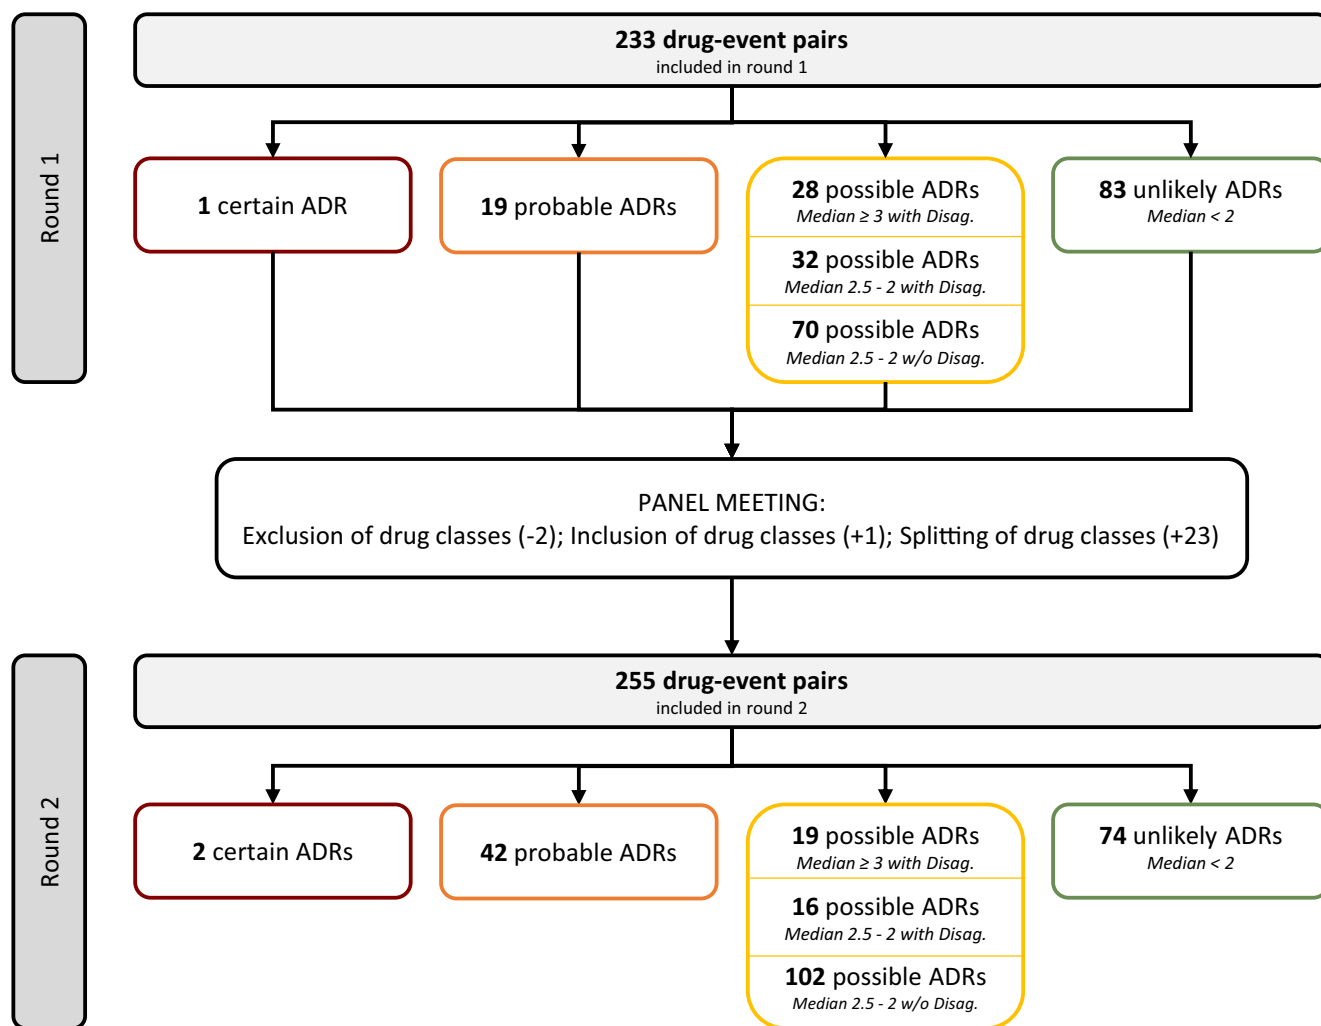 Round 1
233 drug-event pairs
included in round 1
1 certain ADR
19 probable ADRs
28 possible ADRs
Median ≥ 3 with Disag.
32 possible ADRs
Median 2.5 - 2 with Disag.
70 possible ADRs
Median 2.5 - 2 w/o Disag.
83 unlikely ADRs
Median < 2
PANEL MEETING:
Exclusion of drug classes (-2); Inclusion of drug classes (+1); Splitting of drug classes (+23)
Round 2
255 drug-event pairs
included in round 2
2 certain ADRs
42 probable ADRs
19 possible ADRs
Median ≥ 3 with Disag.
16 possible ADRs
Median 2.5 - 2 with Disag.
102 possible ADRs
Median 2.5 - 2 w/o Disag.
74 unlikely ADRs
Median < 2